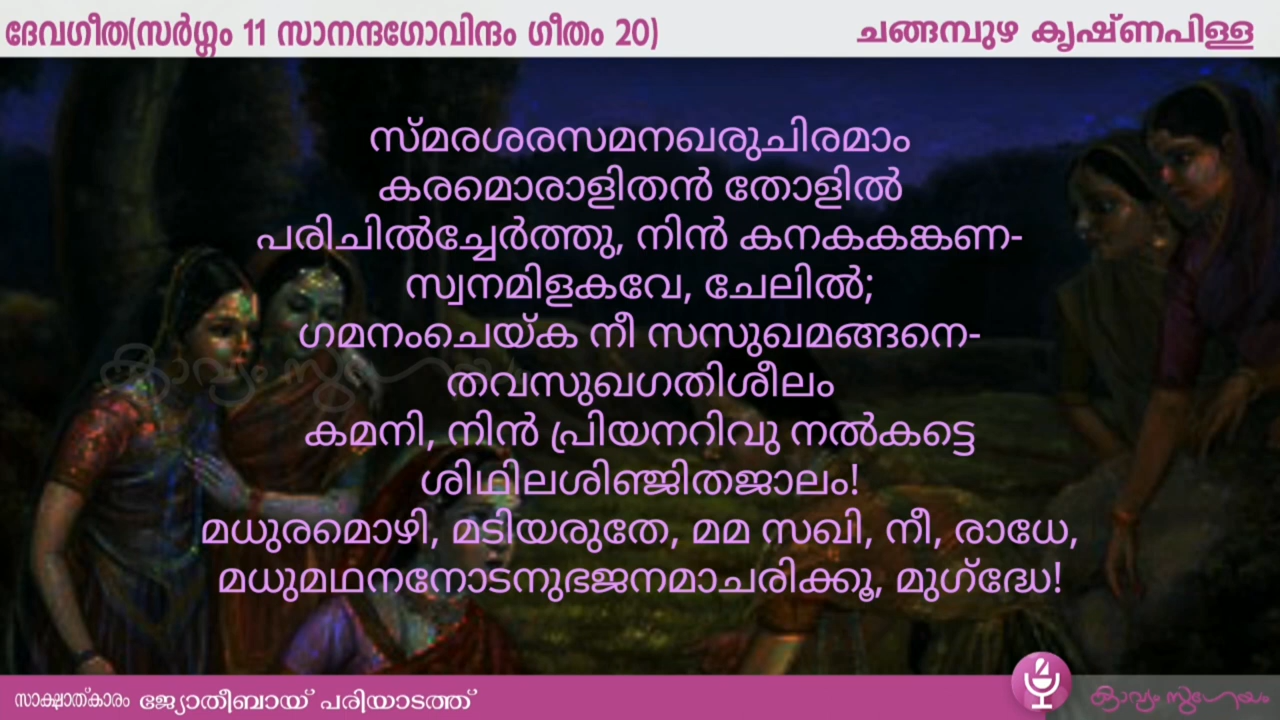 ദേവഗീത(സർഗ്ഗം 11 സാനന്ദഗോവിന്ദം ഗീതം 20) ചങ്ങമ്പുഴ കൃഷ്ണപിള്ള
സ്മരശരസമനഖരുചിരമാം
കരമൊരാളിതൻ തോളിൽ
പരിചിൽച്ചേർത്തു, നിൻ കനകകങ്കണ-
സ്വനമിളകവേ, ചേലിൽ;
ഗമനംചെയ്ക നീ സസുഖമങ്ങനെ-
തവസുഖഗതിശീലം
കമനി, നിൻ പ്രിയനറിവു നൽകട്ടെ
ശിഥിലശിഞ്ജിതജാലം!
മധുരമൊഴി, മടിയരുതേ, മമ സഖി, നീ, രാധേ,
മധുമഥനനോടനുഭജനമാചരിക്കൂ, മുഗ്ദ്ധേ!
കാവ്യം സുഗേയം
സാക്ഷാത്കാരം ജ്യോതീബായ് പരിയാടത്ത്
കാവ്യം സുഗേയം